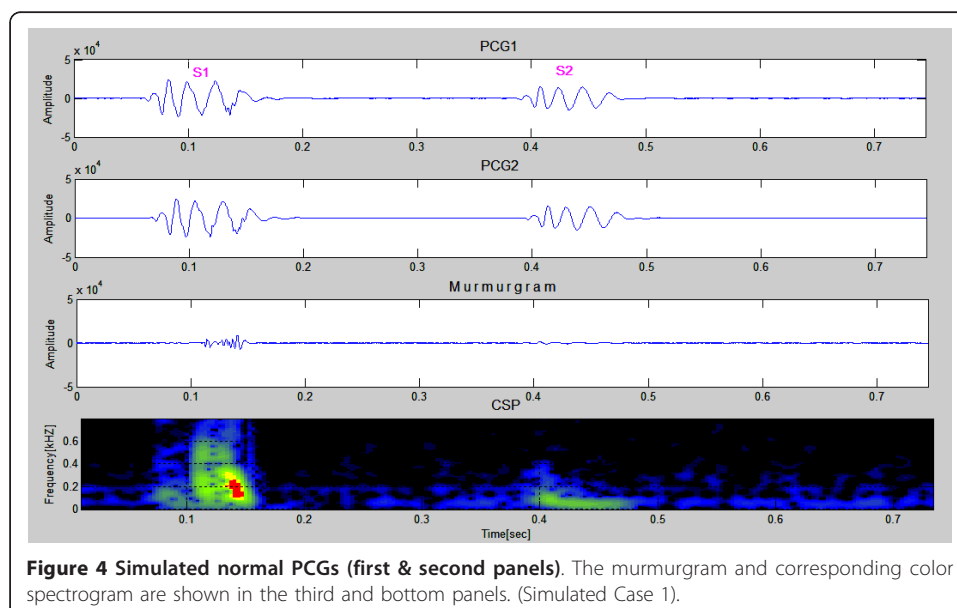 PCG1
x 10^4
S1
S2
Amplitude
5
0
-5
0 0.1 0.2 0.3 0.4 0.5 0.6 0.7
PCG2
x 10^4
Amplitude
5
0
-5
0 0.1 0.2 0.3 0.4 0.5 0.6 0.7
Murmurgram
x 10^4
Amplitude
5
0
-5
0 0.1 0.2 0.3 0.4 0.5 0.6 0.7
CSP
Frequency[kHZ]
0.6
0.4
0.2
0
0.1 0.2 0.3 0.4 0.5 0.6 0.7
Time[sec]
Figure 4 Simulated normal PCGs (first & second panels). The murmurgram and corresponding color
spectrogram are shown in the third and bottom panels. (Simulated Case 1).